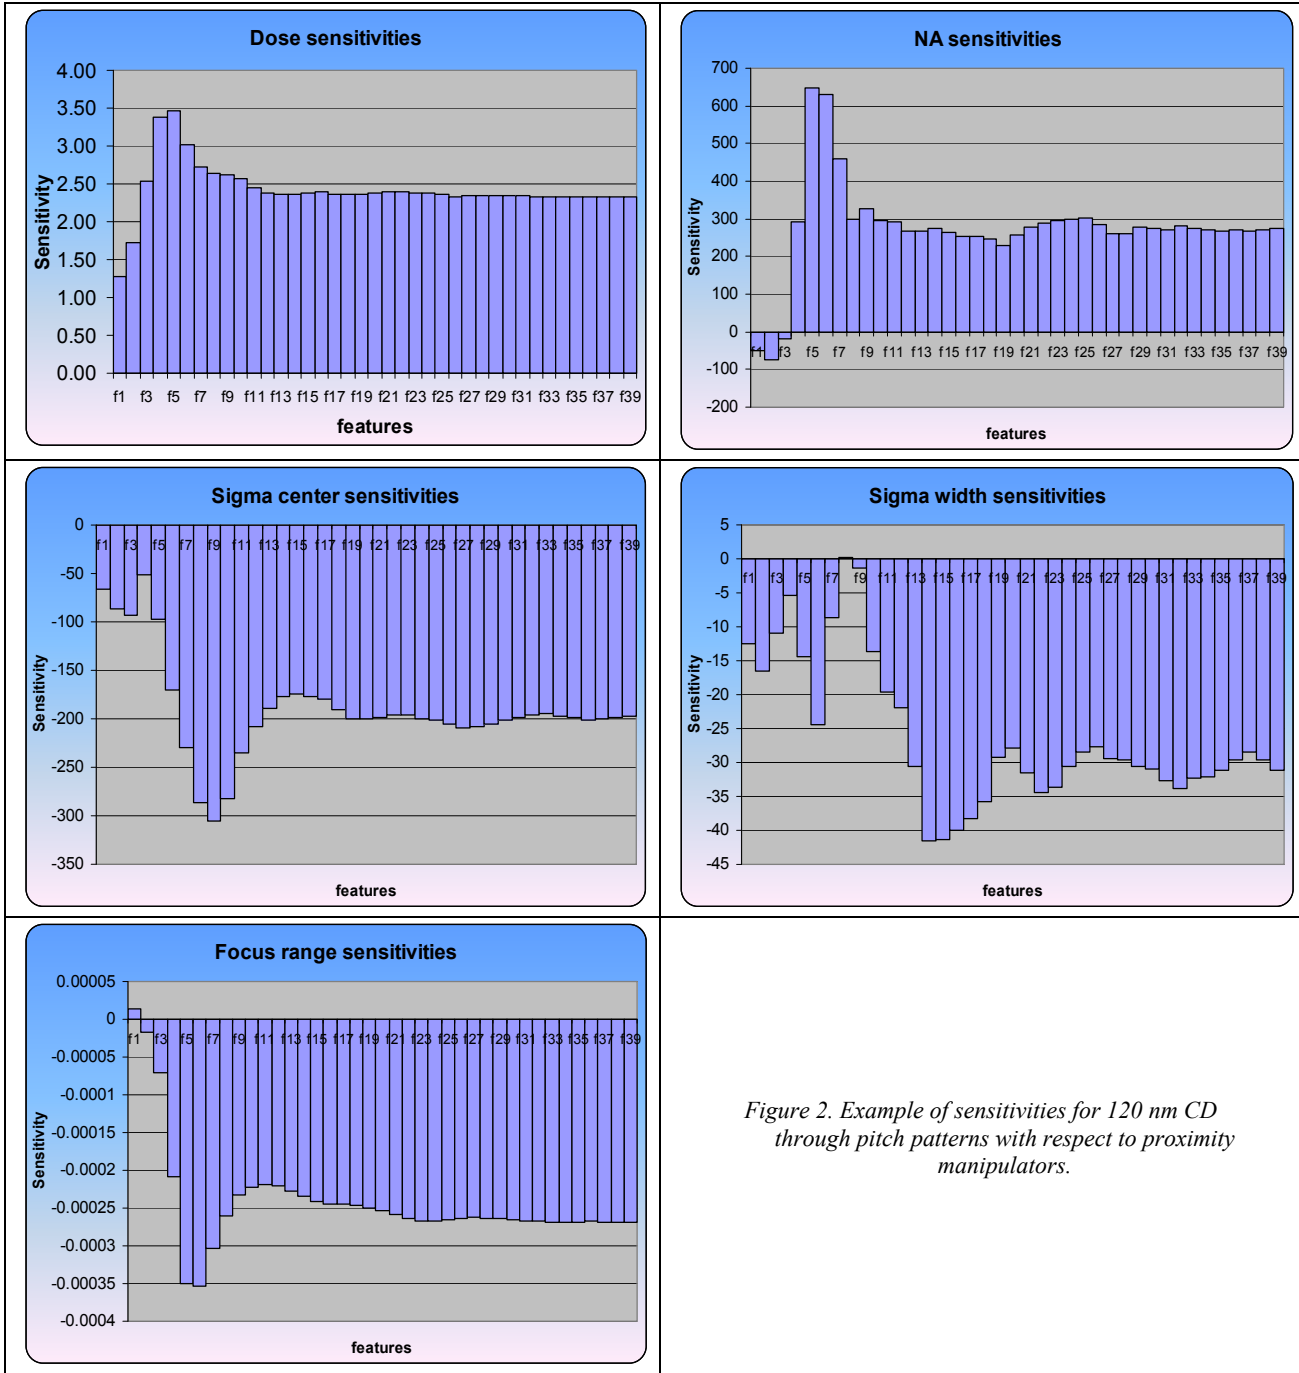 Dose sensitivities
4.00
3.50
3.00
2.50
2.00
1.50
1.00
0.50
0.00
Sensitivity
f1 f3 f5 f7 f9 f11 f13 f15 f17 f19 f21 f23 f25 f27 f29 f31 f33 f35 f37 f39
features
NA sensitivities
700
600
500
400
300
200
100
0
-100
-200
Sensitivity
f1 f3 f5 f7 f9 f11 f13 f15 f17 f19 f21 f23 f25 f27 f29 f31 f33 f35 f37 f39
features
Sigma center sensitivities
0
-50
-100
-150
-200
-250
-300
-350
Sensitivity
f1 f3 f5 f7 f9 f11 f13 f15 f17 f19 f21 f23 f25 f27 f29 f31 f33 f35 f37 f39
features
Sigma width sensitivities
5
0
-5
-10
-15
-20
-25
-30
-35
-40
-45
Sensitivity
f1 f3 f5 f7 f9 f11 f13 f15 f17 f19 f21 f23 f25 f27 f29 f31 f33 f35 f37 f39
features
Focus range sensitivities
0.00005
0
-0.00005
-0.0001
-0.00015
-0.0002
-0.00025
-0.0003
-0.00035
-0.0004
Sensitivity
f1 f3 f5 f7 f9 f11 f13 f15 f17 f19 f21 f23 f25 f27 f29 f31 f33 f35 f37 f39
features
Figure 2. Example of sensitivities for 120 nm CD
through pitch patterns with respect to proximity
manipulators.